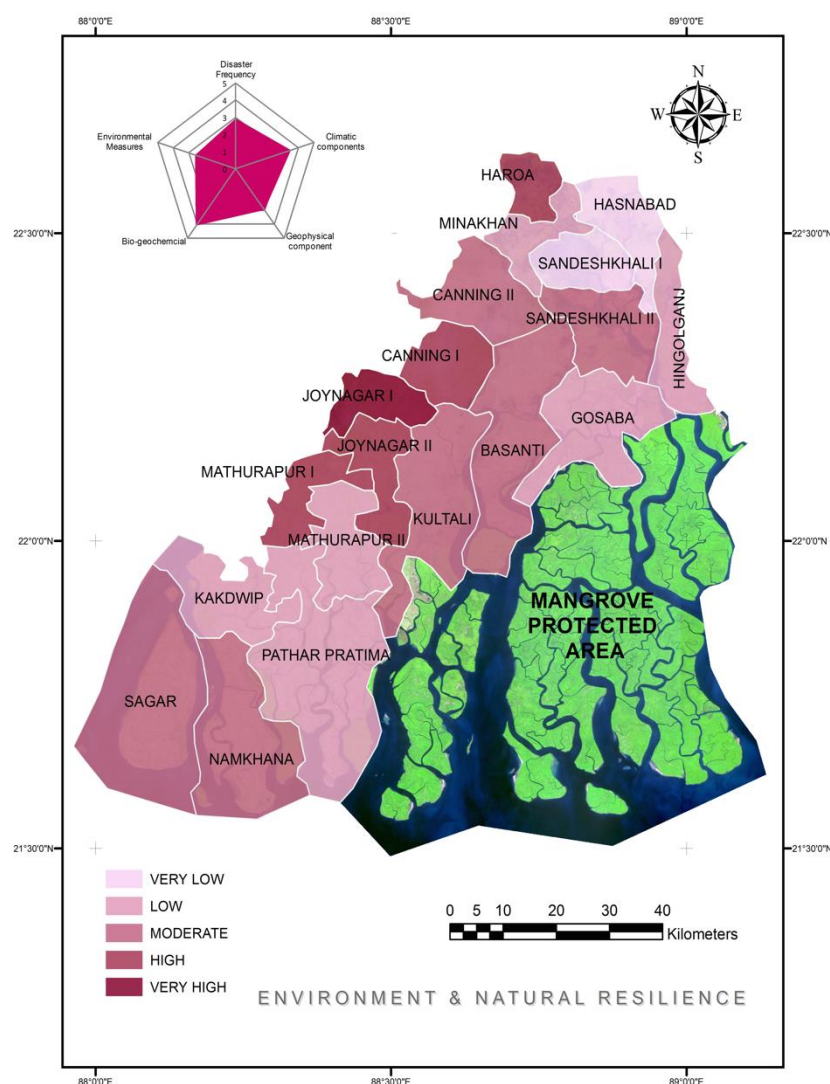 88°0'0"E
88°30'0"E
89°0'0"E
Disaster
Frequency
5
4
3
2
1
0
Environmental
Measures
Climatic
components
Bio-geochemcial
Geophysical
component
N
W
E
S
22°30'0"N
22°30'0"N
HAROA
HASNABAD
MINAKHAN
SANDESHKHALI I
CANNING II
SANDESHKHALI II
HINGOLGANJ
CANNING I
JOYNAGAR I
GOSABA
JOYNAGAR II
BASANTI
MATHURAPUR I
KULTALI
22°0'0"N
22°0'0"N
MATHURAPUR II
KAKDWIP
MANGROVE
PROTECTED
AREA
PATHAR PRATIMA
SAGAR
NAMKHANA
21°30'0"N
21°30'0"N
VERY LOW
LOW
MODERATE
HIGH
VERY HIGH
0 5 10 20 30 40
Kilometers
ENVIRONMENT & NATURAL RESILIENCE
88°0'0"E
88°30'0"E
89°0'0"E